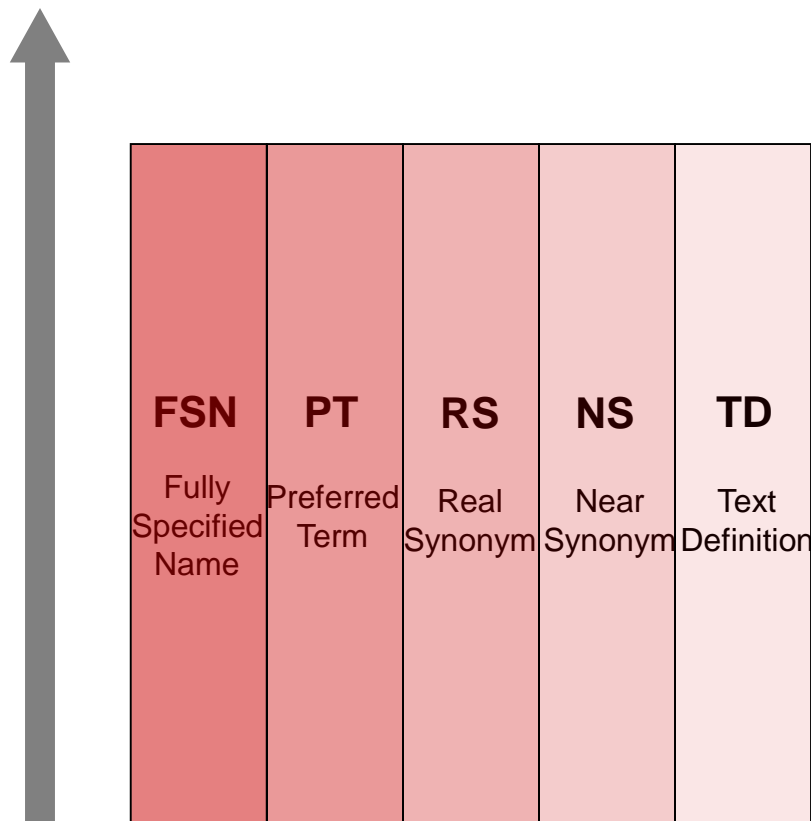 FSN
Fully
Specified
Name
PT
Preferred
Term
RS
Real
Synonym
NS
Near
Synonym
TD
Text
Definition